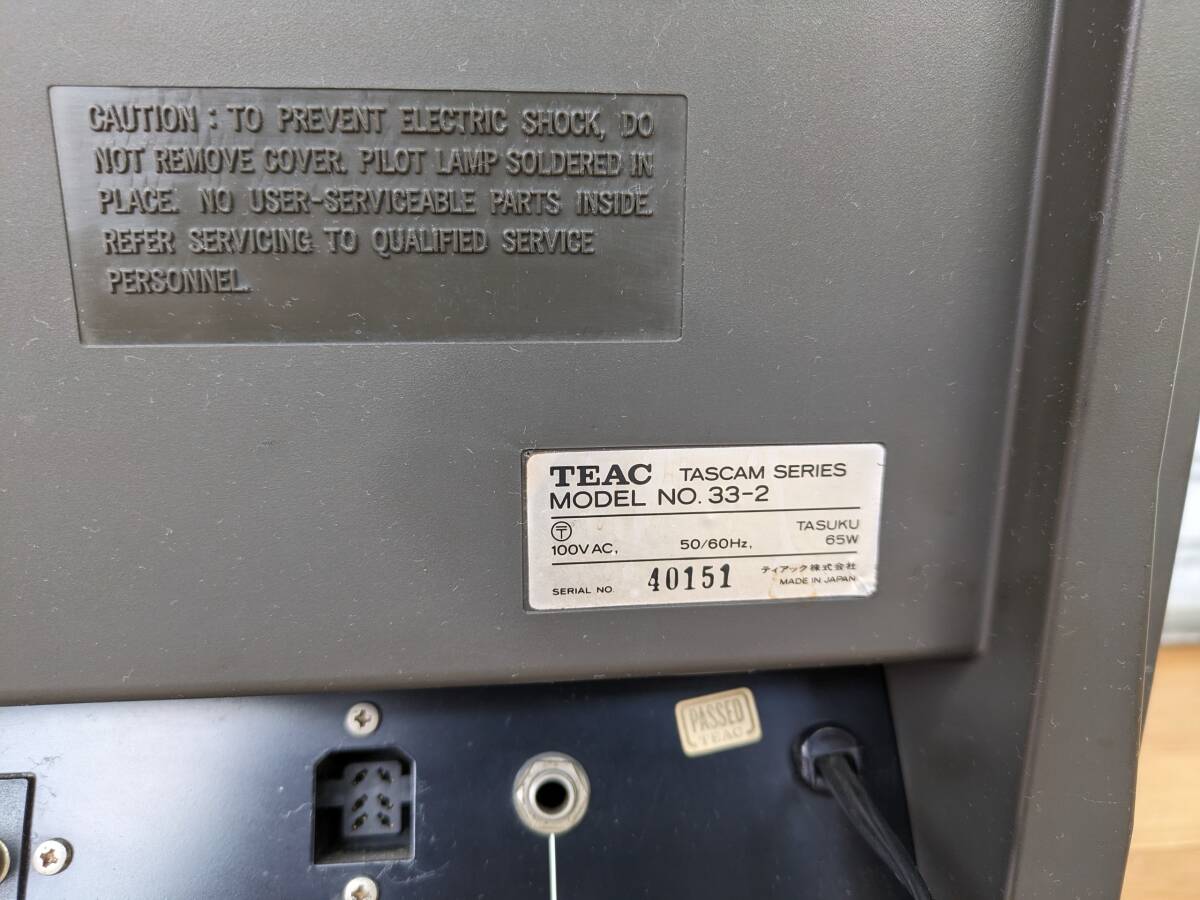 CAUTION : TO PREVENT ELECTRIC SHOCK, DO
NOT REMOVE COVER. PILOT LAMP SOLDERED IN
PLACE. NO USER-SERVICEABLE PARTS INSIDE.
REFER SERVICING TO QUALIFIED SERVICE
PERSONNEL.
TEAC TASCAM SERIES
MODEL NO. 33-2
〒 TASUKU
100V AC, 50/60Hz, 65W
SERIAL NO. 40151 ティアック株式会社
MADE IN JAPAN
PASSED
TEAC